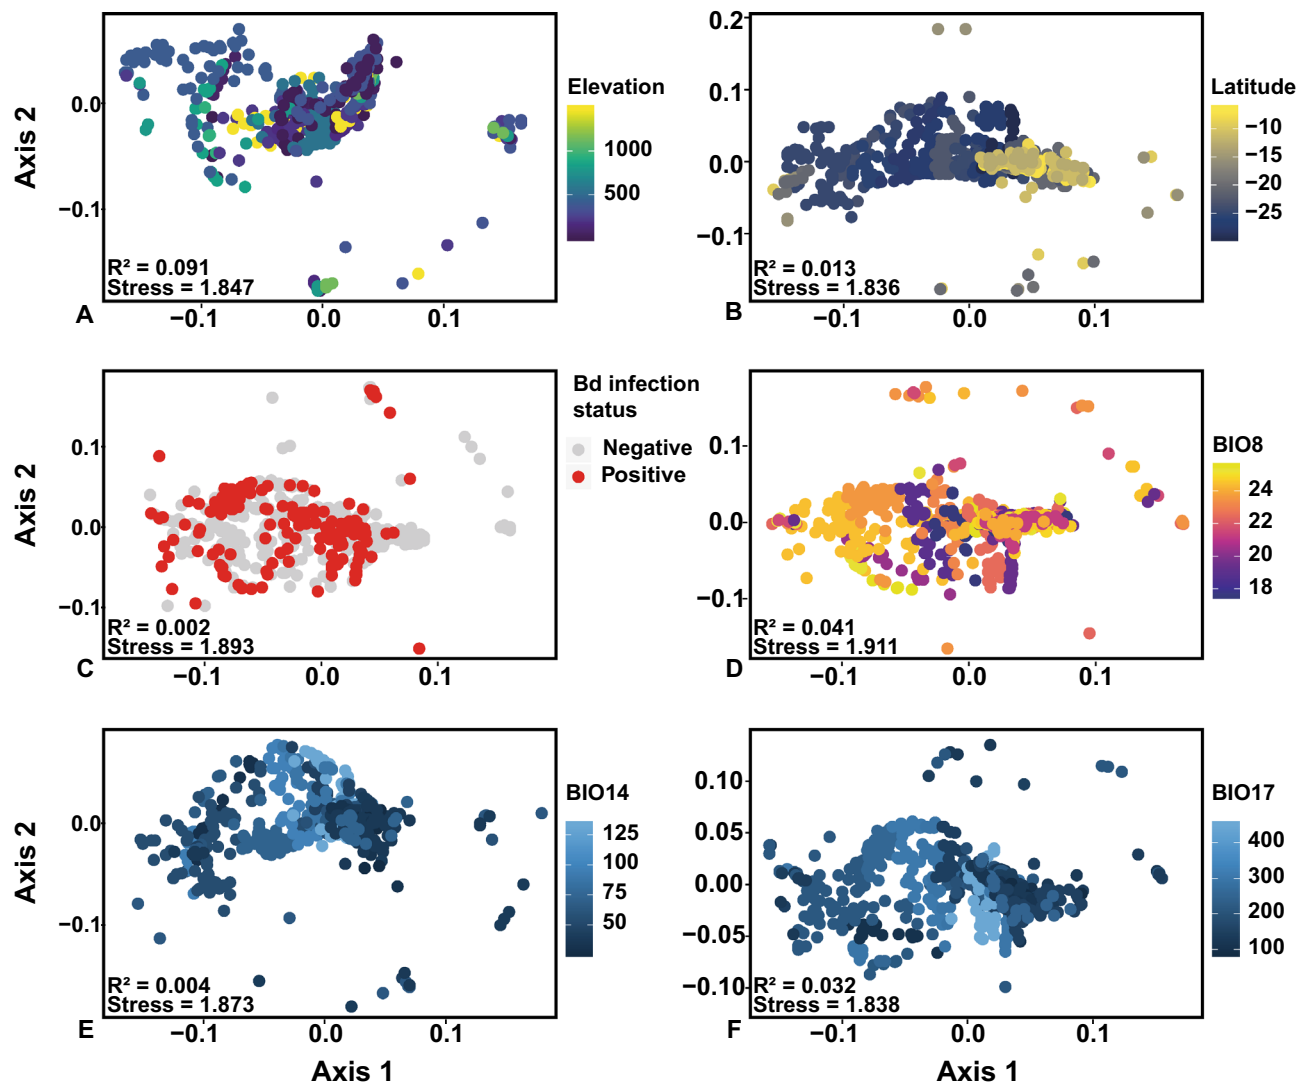 Axis 2
0.0
−0.1
R² = 0.091
Stress = 1.847
A
−0.1
0.0
0.1
Elevation
1000
500
0.2
0.1
0.0
−0.1
R² = 0.013
Stress = 1.836
B
−0.1
0.0
0.1
Latitude
−10
−15
−20
−25
Axis 2
0.1
0.0
−0.1
R² = 0.002
Stress = 1.893
C
−0.1
0.0
0.1
Bd infection
status
Negative
Positive
0.1
0.0
−0.1
R² = 0.041
Stress = 1.911
D
−0.1
0.0
0.1
BIO8
24
22
20
18
Axis 2
0.0
−0.1
R² = 0.004
Stress = 1.873
E
−0.1
0.0
0.1
Axis 1
BIO14
125
100
75
50
0.10
0.05
0.00
−0.05
−0.10
R² = 0.032
Stress = 1.838
F
−0.1
0.0
0.1
Axis 1
BIO17
400
300
200
100